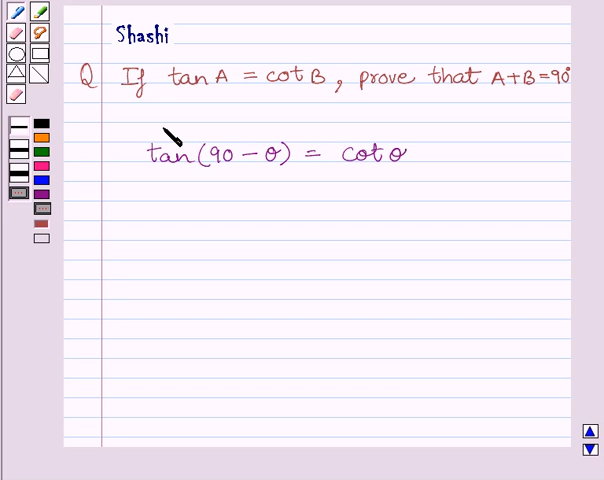 Shashi
Q If tan A = cot B, prove that A+B=90°
tan(90 - θ) = cot θ